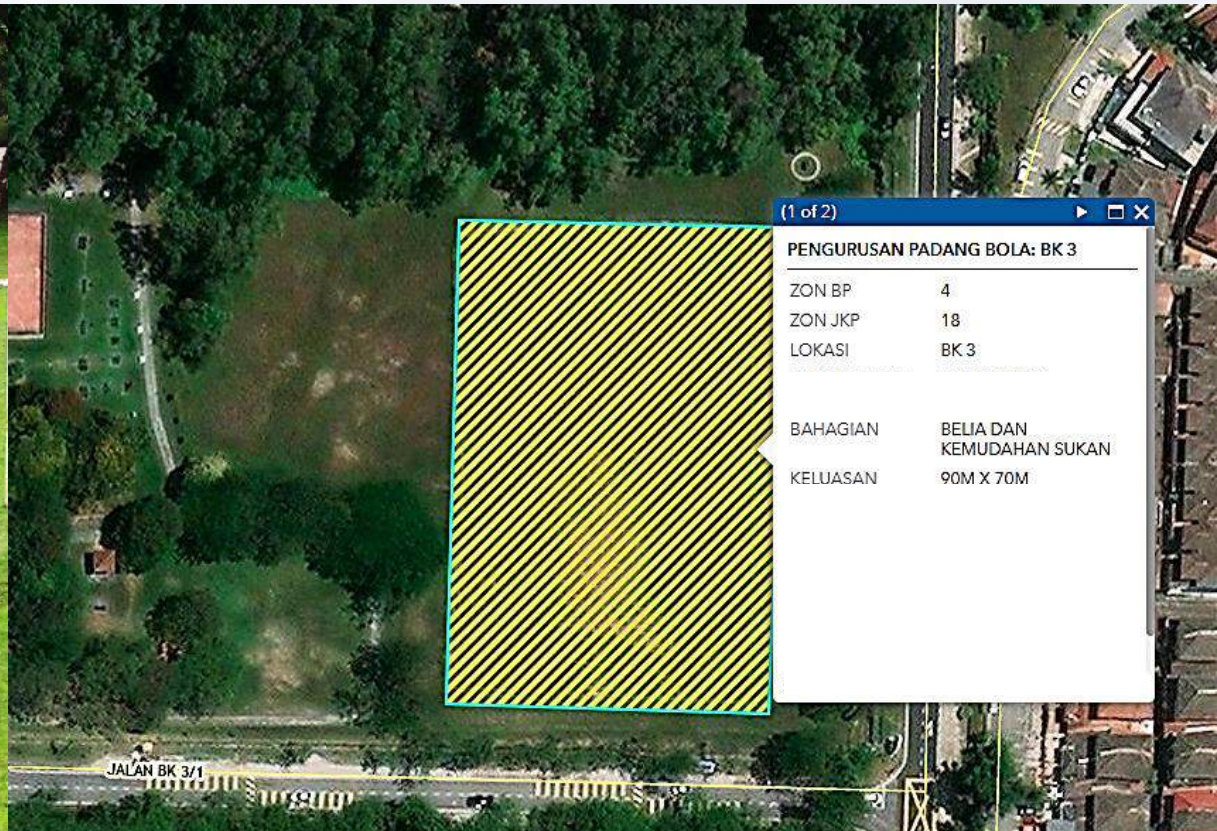 (1 of 2)
PENGURUSAN PADANG BOLA: BK 3
ZON BP 4
ZON JKP 18
LOKASI BK 3
BAHAGIAN BELIA DAN
KEMUDAHAN SUKAN
KELUASAN 90M X 70M
JALAN BK 3/1